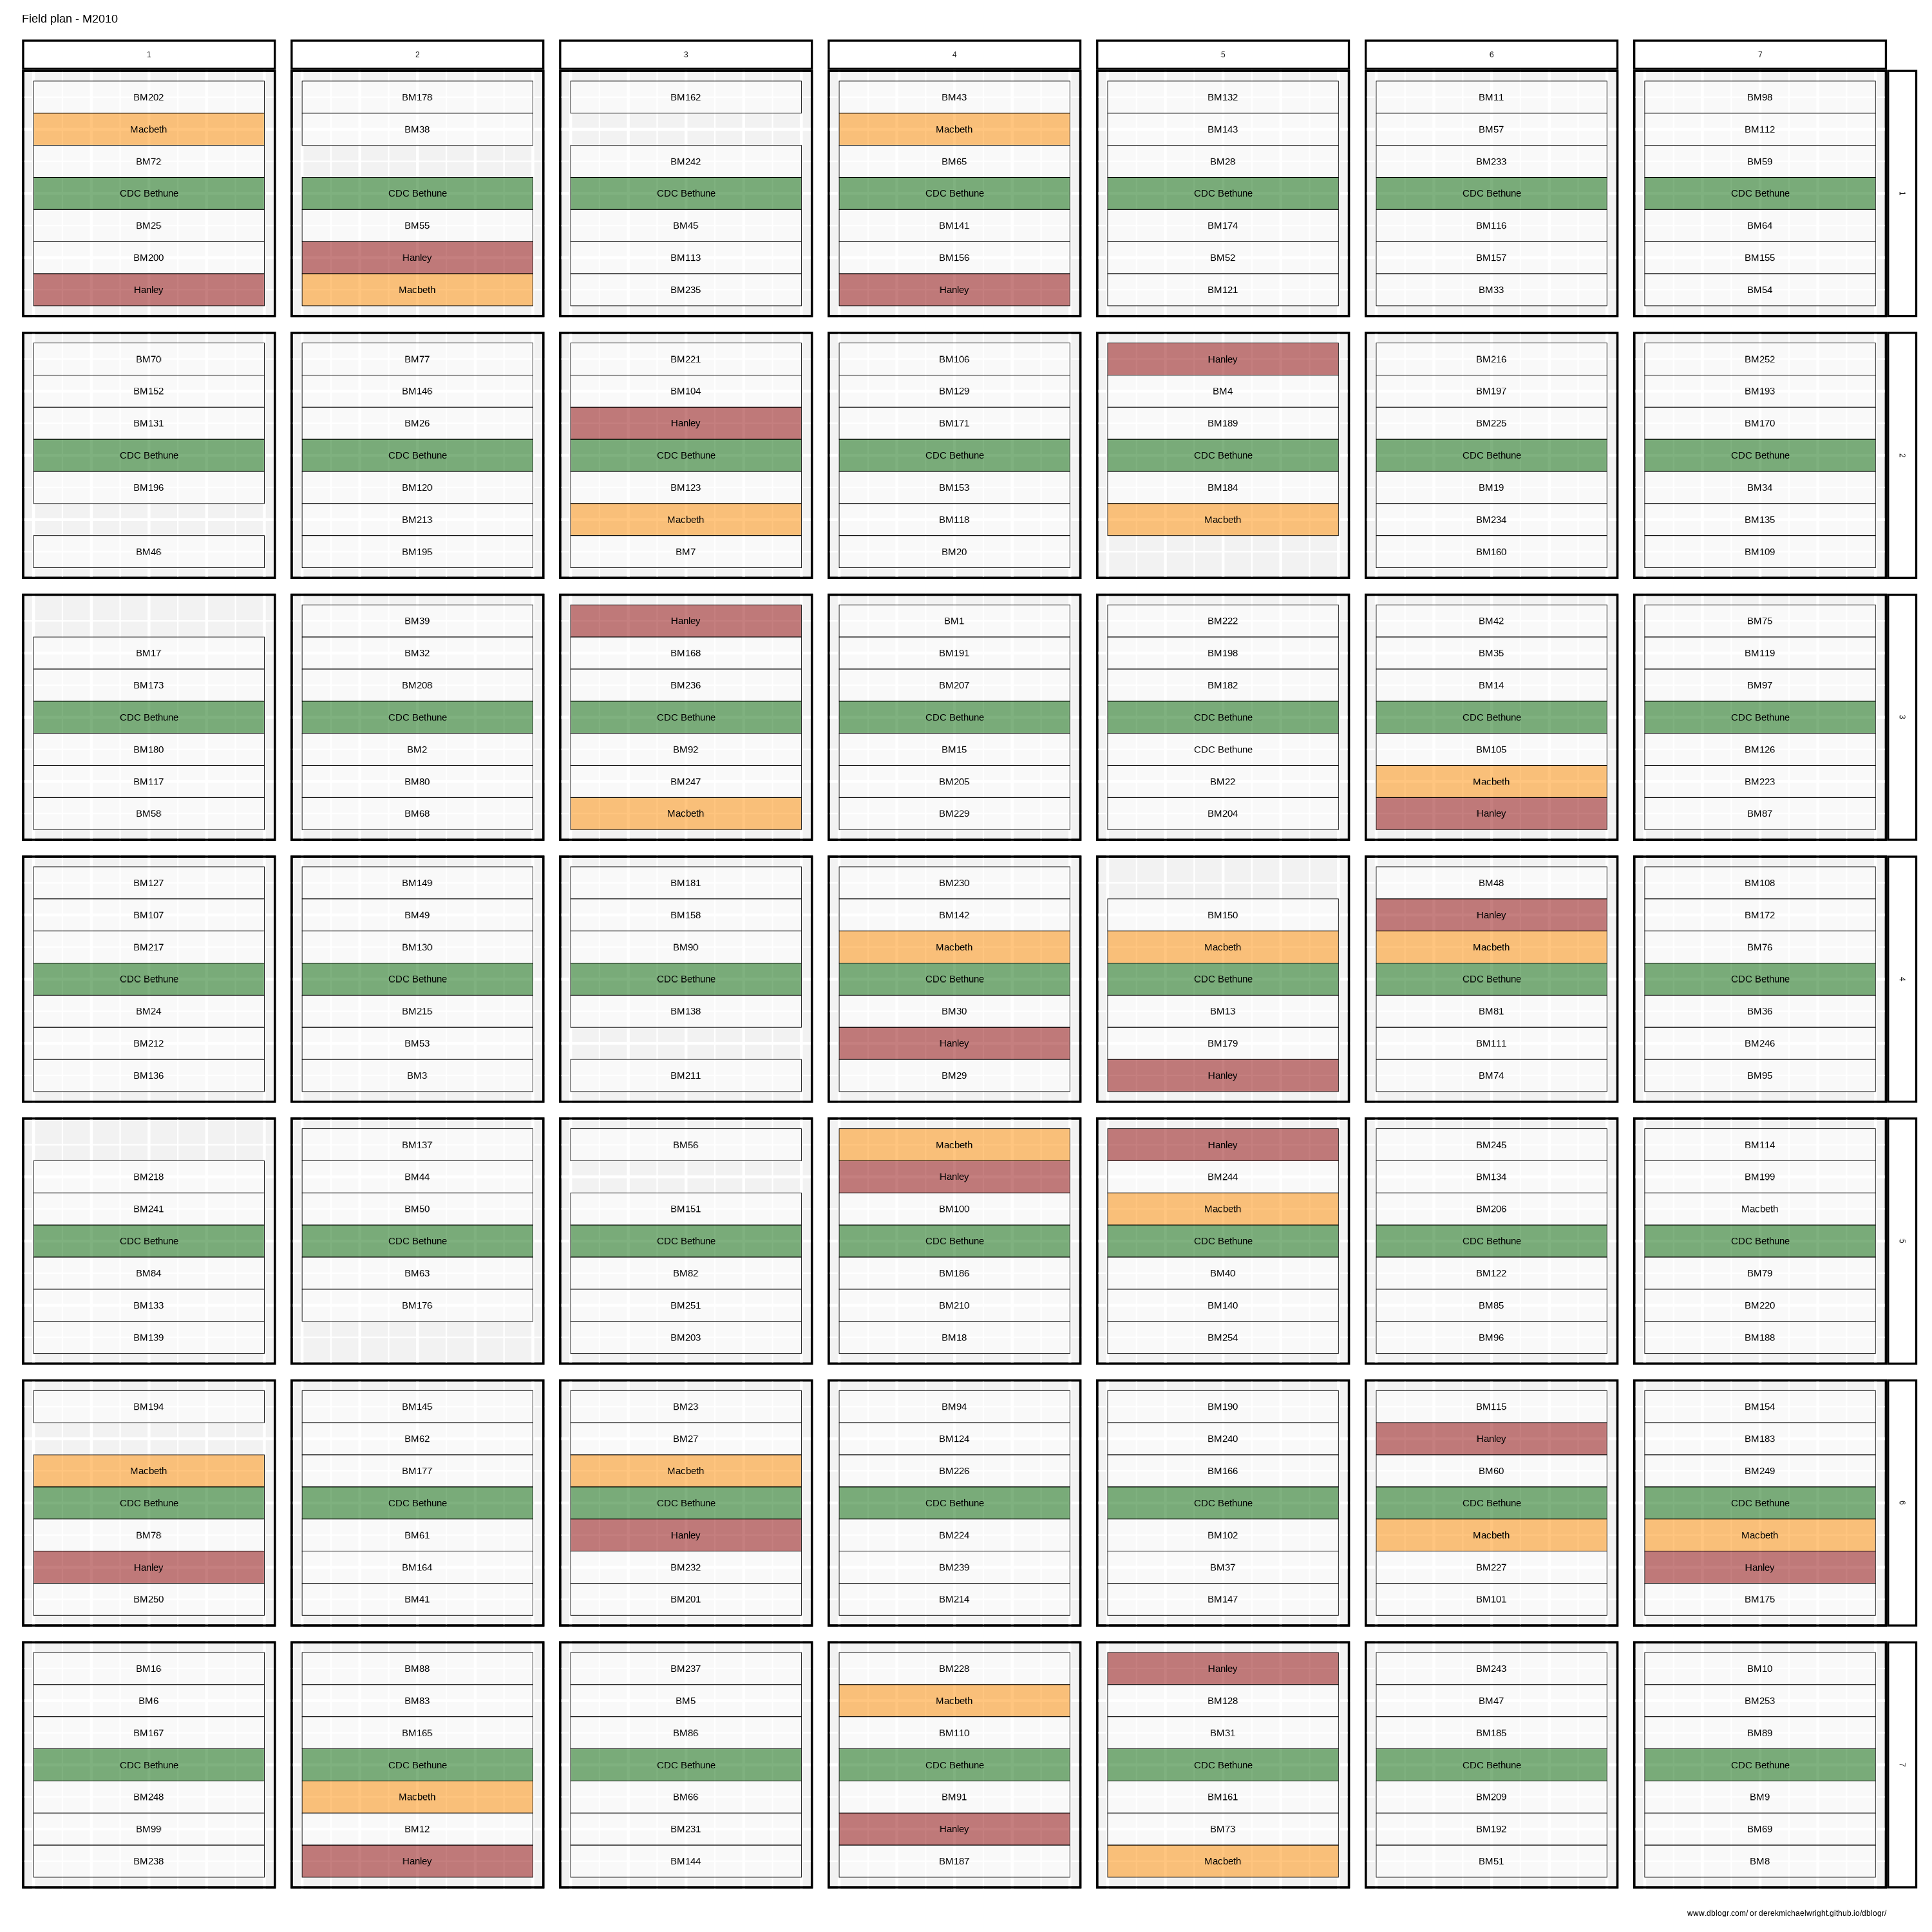 Field plan - M2010
1 2 3 4 5 6 7
BM202 BM178 BM162 BM43 BM132 BM11 BM98
Macbeth BM38 Macbeth BM143 BM57 BM112
BM72 BM242 BM65 BM28 BM233 BM59
CDC Bethune CDC Bethune CDC Bethune CDC Bethune CDC Bethune CDC Bethune CDC Bethune 1
BM25 BM55 BM45 BM141 BM174 BM116 BM64
BM200 Hanley BM113 BM156 BM52 BM157 BM155
Hanley Macbeth BM235 Hanley BM121 BM33 BM54
BM70 BM77 BM221 BM106 Hanley BM216 BM252
BM152 BM146 BM104 BM129 BM4 BM197 BM193
BM131 BM26 Hanley BM171 BM189 BM225 BM170
CDC Bethune CDC Bethune CDC Bethune CDC Bethune CDC Bethune CDC Bethune CDC Bethune 2
BM196 BM120 BM123 BM153 BM184 BM19 BM34
BM213 Macbeth BM118 Macbeth BM234 BM135
BM46 BM195 BM7 BM20 BM160 BM109
BM39 Hanley BM1 BM222 BM42 BM75
BM17 BM32 BM168 BM191 BM198 BM35 BM119
BM173 BM208 BM236 BM207 BM182 BM14 BM97
CDC Bethune CDC Bethune CDC Bethune CDC Bethune CDC Bethune CDC Bethune CDC Bethune 3
BM180 BM2 BM92 BM15 CDC Bethune BM105 BM126
BM117 BM80 BM247 BM205 BM22 Macbeth BM223
BM58 BM68 Macbeth BM229 BM204 Hanley BM87
BM127 BM149 BM181 BM230 BM48 BM108
BM107 BM49 BM158 BM142 BM150 Hanley BM172
BM217 BM130 BM90 Macbeth Macbeth Macbeth BM76
CDC Bethune CDC Bethune CDC Bethune CDC Bethune CDC Bethune CDC Bethune CDC Bethune 4
BM24 BM215 BM138 BM30 BM13 BM81 BM36
BM212 BM53 Hanley BM179 BM111 BM246
BM136 BM3 BM211 BM29 Hanley BM74 BM95
BM137 BM56 Macbeth Hanley BM245 BM114
BM218 BM44 Hanley BM244 BM134 BM199
BM241 BM50 BM151 BM100 Macbeth BM206 Macbeth
CDC Bethune CDC Bethune CDC Bethune CDC Bethune CDC Bethune CDC Bethune CDC Bethune 5
BM84 BM63 BM82 BM186 BM40 BM122 BM79
BM133 BM176 BM251 BM210 BM140 BM85 BM220
BM139 BM203 BM18 BM254 BM96 BM188
BM194 BM145 BM23 BM94 BM190 BM115 BM154
BM62 BM27 BM124 BM240 Hanley BM183
Macbeth BM177 Macbeth BM226 BM166 BM60 BM249
CDC Bethune CDC Bethune CDC Bethune CDC Bethune CDC Bethune CDC Bethune CDC Bethune 6
BM78 BM61 Hanley BM224 BM102 Macbeth Macbeth
Hanley BM164 BM232 BM239 BM37 BM227 Hanley
BM250 BM41 BM201 BM214 BM147 BM101 BM175
BM16 BM88 BM237 BM228 Hanley BM243 BM10
BM6 BM83 BM5 Macbeth BM128 BM47 BM253
BM167 BM165 BM86 BM110 BM31 BM185 BM89
CDC Bethune CDC Bethune CDC Bethune CDC Bethune CDC Bethune CDC Bethune CDC Bethune 7
BM248 Macbeth BM66 BM91 BM161 BM209 BM9
BM99 BM12 BM231 Hanley BM73 BM192 BM69
BM238 Hanley BM144 BM187 Macbeth BM51 BM8
www.dblogr.com/ or derekmichaelwright.github.io/dblogr/